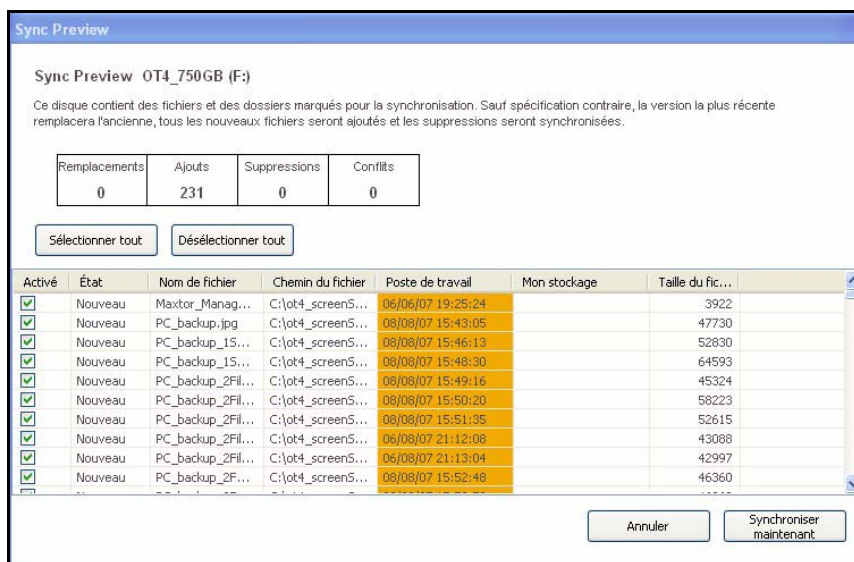 Sync Preview
Sync Preview OT4_750GB (F:)
Ce disque contient des fichiers et des dossiers marqués pour la synchronisation. Sauf spécification contraire, la version la plus récente
remplacera l'ancienne, tous les nouveaux fichiers seront ajoutés et les suppressions seront synchronisées.
Remplacements Ajouts Suppressions Conflits
0 231 0 0
Sélectionner tout Désélectionner tout
Activé État Nom de fichier Chemin du fichier Poste de travail Mon stockage Taille du fic...
Nouveau Maxtor_Manag... C:\ot4_screenS... 06/06/07 19:25:24 3922
Nouveau PC_backup.jpg C:\ot4_screenS... 08/08/07 15:43:05 47730
Nouveau PC_backup_1S... C:\ot4_screenS... 08/08/07 15:46:13 52830
Nouveau PC_backup_1S... C:\ot4_screenS... 08/08/07 15:48:30 64593
Nouveau PC_backup_2Fil... C:\ot4_screenS... 08/08/07 15:49:16 45324
Nouveau PC_backup_2Fil... C:\ot4_screenS... 08/08/07 15:50:20 58223
Nouveau PC_backup_2Fil... C:\ot4_screenS... 08/08/07 15:51:35 52615
Nouveau PC_backup_2Fil... C:\ot4_screenS... 06/08/07 21:12:08 43088
Nouveau PC_backup_2Fil... C:\ot4_screenS... 06/08/07 21:13:04 42997
Nouveau PC_backup_2F... C:\ot4_screenS... 08/08/07 15:52:48 46360
Annuler Synchroniser
maintenant